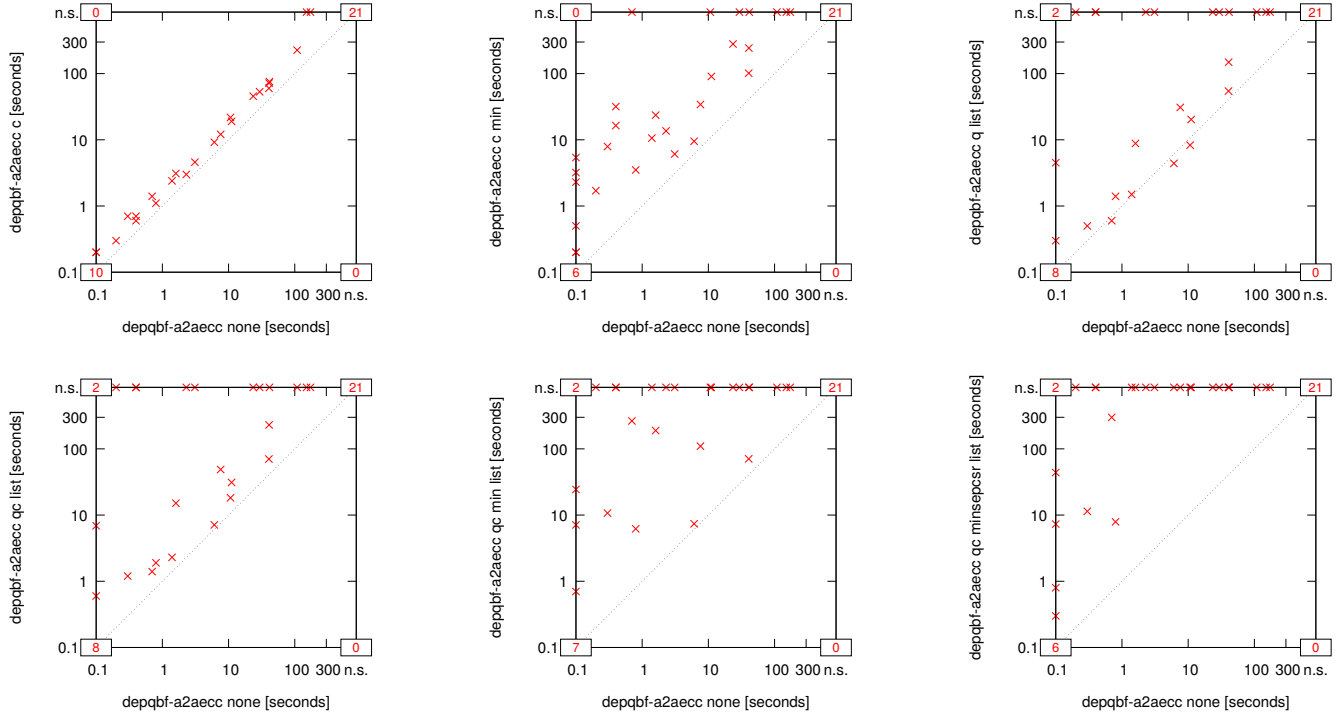 n.s. 0 21
300
100
10
1
0.1
10 0
0.1 1 10 100 300 n.s.
depqbf-a2aecc c [seconds]
depqbf-a2aecc none [seconds]
n.s. 0 21
300
100
10
1
0.1
6 0
0.1 1 10 100 300 n.s.
depqbf-a2aecc c min [seconds]
depqbf-a2aecc none [seconds]
n.s. 2 21
300
100
10
1
0.1
8 0
0.1 1 10 100 300 n.s.
depqbf-a2aecc q list [seconds]
depqbf-a2aecc none [seconds]
n.s. 2 21
300
100
10
1
0.1
8 0
0.1 1 10 100 300 n.s.
depqbf-a2aecc qc list [seconds]
depqbf-a2aecc none [seconds]
n.s. 2 21
300
100
10
1
0.1
7 0
0.1 1 10 100 300 n.s.
depqbf-a2aecc qc min list [seconds]
depqbf-a2aecc none [seconds]
n.s. 2 21
300
100
10
1
0.1
6 0
0.1 1 10 100 300 n.s.
depqbf-a2aecc qc minsepcsr list [seconds]
depqbf-a2aecc none [seconds]